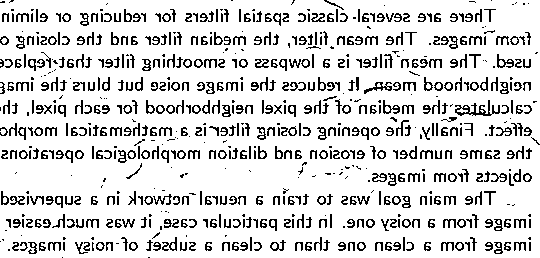 There are several classic spatial filters for reducing or elimin
from images. The mean filter, the median filter and the closing o
used. The mean filter is a lowpass or smoothing filter that replace
neighborhood mean. It reduces the image noise but blurs the imag
calculates the median of the pixel neighborhood for each pixel, th
effect. Finally, the opening closing filter is a mathematical morpho
the same number of erosion and dilation morphological operations
objects from images.
The main goal was to train a neural network in a supervised
image from a noisy one. In this particular case, it was much easier
image from a clean one than to clean a subset of noisy images.